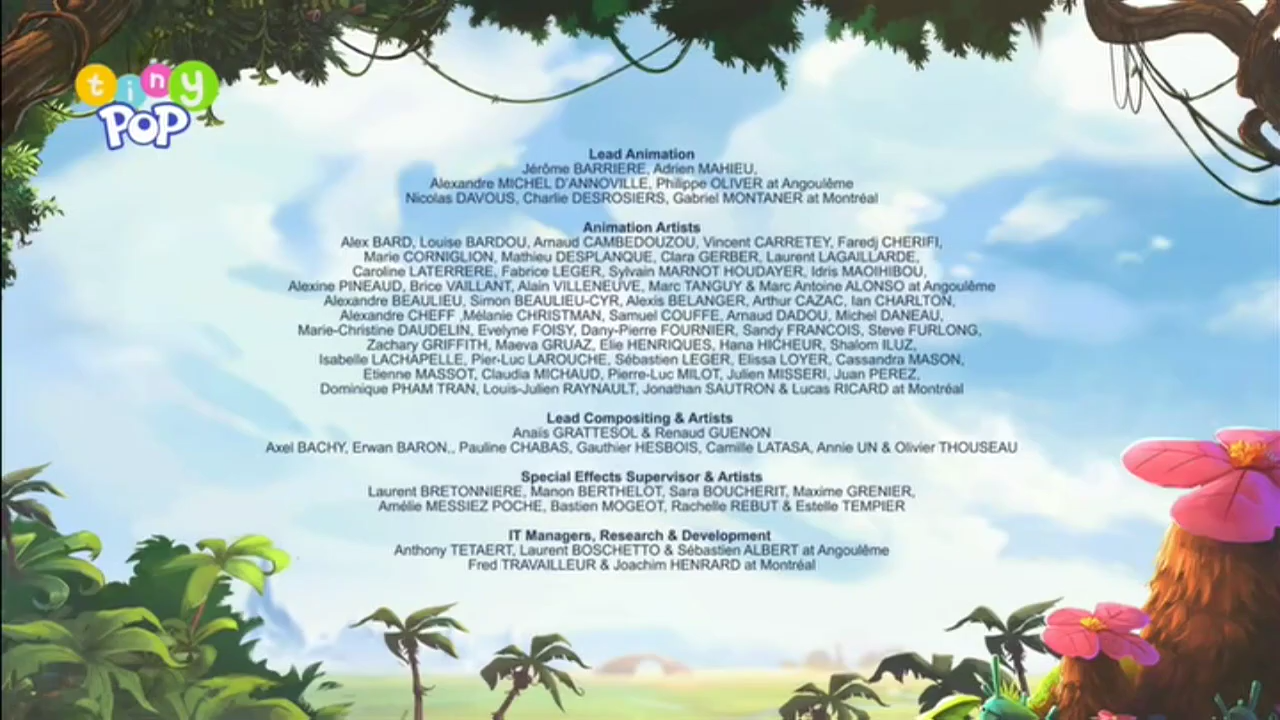 tiny
POP
Lead Animation
Jérôme BARRIERE, Adrien MAHIEU,
Alexandre MICHEL D'ANNOVILLE, Philippe OLIVER at Angoulême
Nicolas DAVOUS, Charlie DESROSIERS, Gabriel MONTANER at Montréal
Animation Artists
Alex BARD, Louise BARDOU, Arnaud CAMBEDOUZOU, Vincent CARRETEY, Faredj CHERIFI,
Marie CORNIGLION, Mathieu DESPLANQUE, Clara GERBER, Laurent LAGAILLARDE,
Caroline LATERRERE, Fabrice LEGER, Sylvain MARNOT HOUDAYER, Idris MAOIHIBOU,
Alexine PINEAUD, Brice VAILLANT, Alain VILLENEUVE, Marc TANGUY & Marc Antoine ALONSO at Angoulême
Alexandre BEAULIEU, Simon BEAULIEU-CYR, Alexis BELANGER, Arthur CAZAC, Ian CHARLTON,
Alexandre CHEFF ,Mélanie CHRISTMAN, Samuel COUFFE, Arnaud DADOU, Michel DANEAU,
Marie-Christine DAUDELIN, Evelyne FOISY, Dany-Pierre FOURNIER, Sandy FRANCOIS, Steve FURLONG,
Zachary GRIFFITH, Maeva GRUAZ, Elie HENRIQUES, Hana HICHEUR, Shalom ILUZ,
Isabelle LACHAPELLE, Pier-Luc LAROUCHE, Sébastien LEGER, Elissa LOYER, Cassandra MASON,
Etienne MASSOT, Claudia MICHAUD, Pierre-Luc MILOT, Julien MISSERI, Juan PEREZ,
Dominique PHAM TRAN, Louis-Julien RAYNAULT, Jonathan SAUTRON & Lucas RICARD at Montréal
Lead Compositing & Artists
Anaïs GRATTESOL & Renaud GUENON
Axel BACHY, Erwan BARON,, Pauline CHABAS, Gauthier HESBOIS, Camille LATASA, Annie UN & Olivier THOUSEAU
Special Effects Supervisor & Artists
Laurent BRETONNIERE, Manon BERTHELOT, Sara BOUCHERIT, Maxime GRENIER,
Amélie MESSIEZ POCHE, Bastien MOGEOT, Rachelle REBUT & Estelle TEMPIER
IT Managers, Research & Development
Anthony TETAERT, Laurent BOSCHETTO & Sébastien ALBERT at Angoulême
Fred TRAVAILLEUR & Joachim HENRARD at Montréal